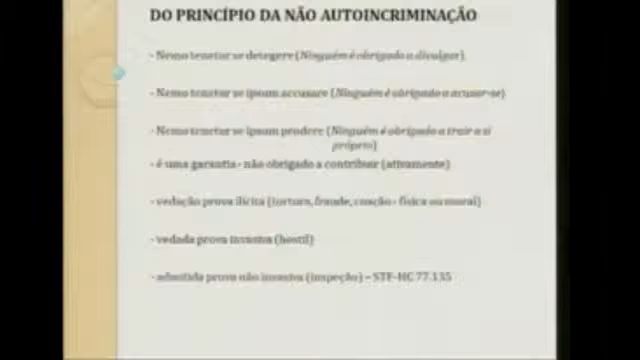 DO PRINCÍPIO DA NÃO AUTOINCRIMINAÇÃO
- Nemo tenetur se detegere (Ninguém é obrigado a divulgar)
- Nemo tenetur se ipsum accusare (Ninguém é obrigado a acusar-se)
- Nemo tenetur se ipsum prodere (Ninguém é obrigado a trair a si
próprio)
- é uma garantia - não obrigado a contribuir (ativamente)
- vedação prova ilícita (tortura, fraude, coação - física ou moral)
- vedada prova invasiva (hostil)
- admitida prova não invasiva (inspeção) – STF-HC 77.135